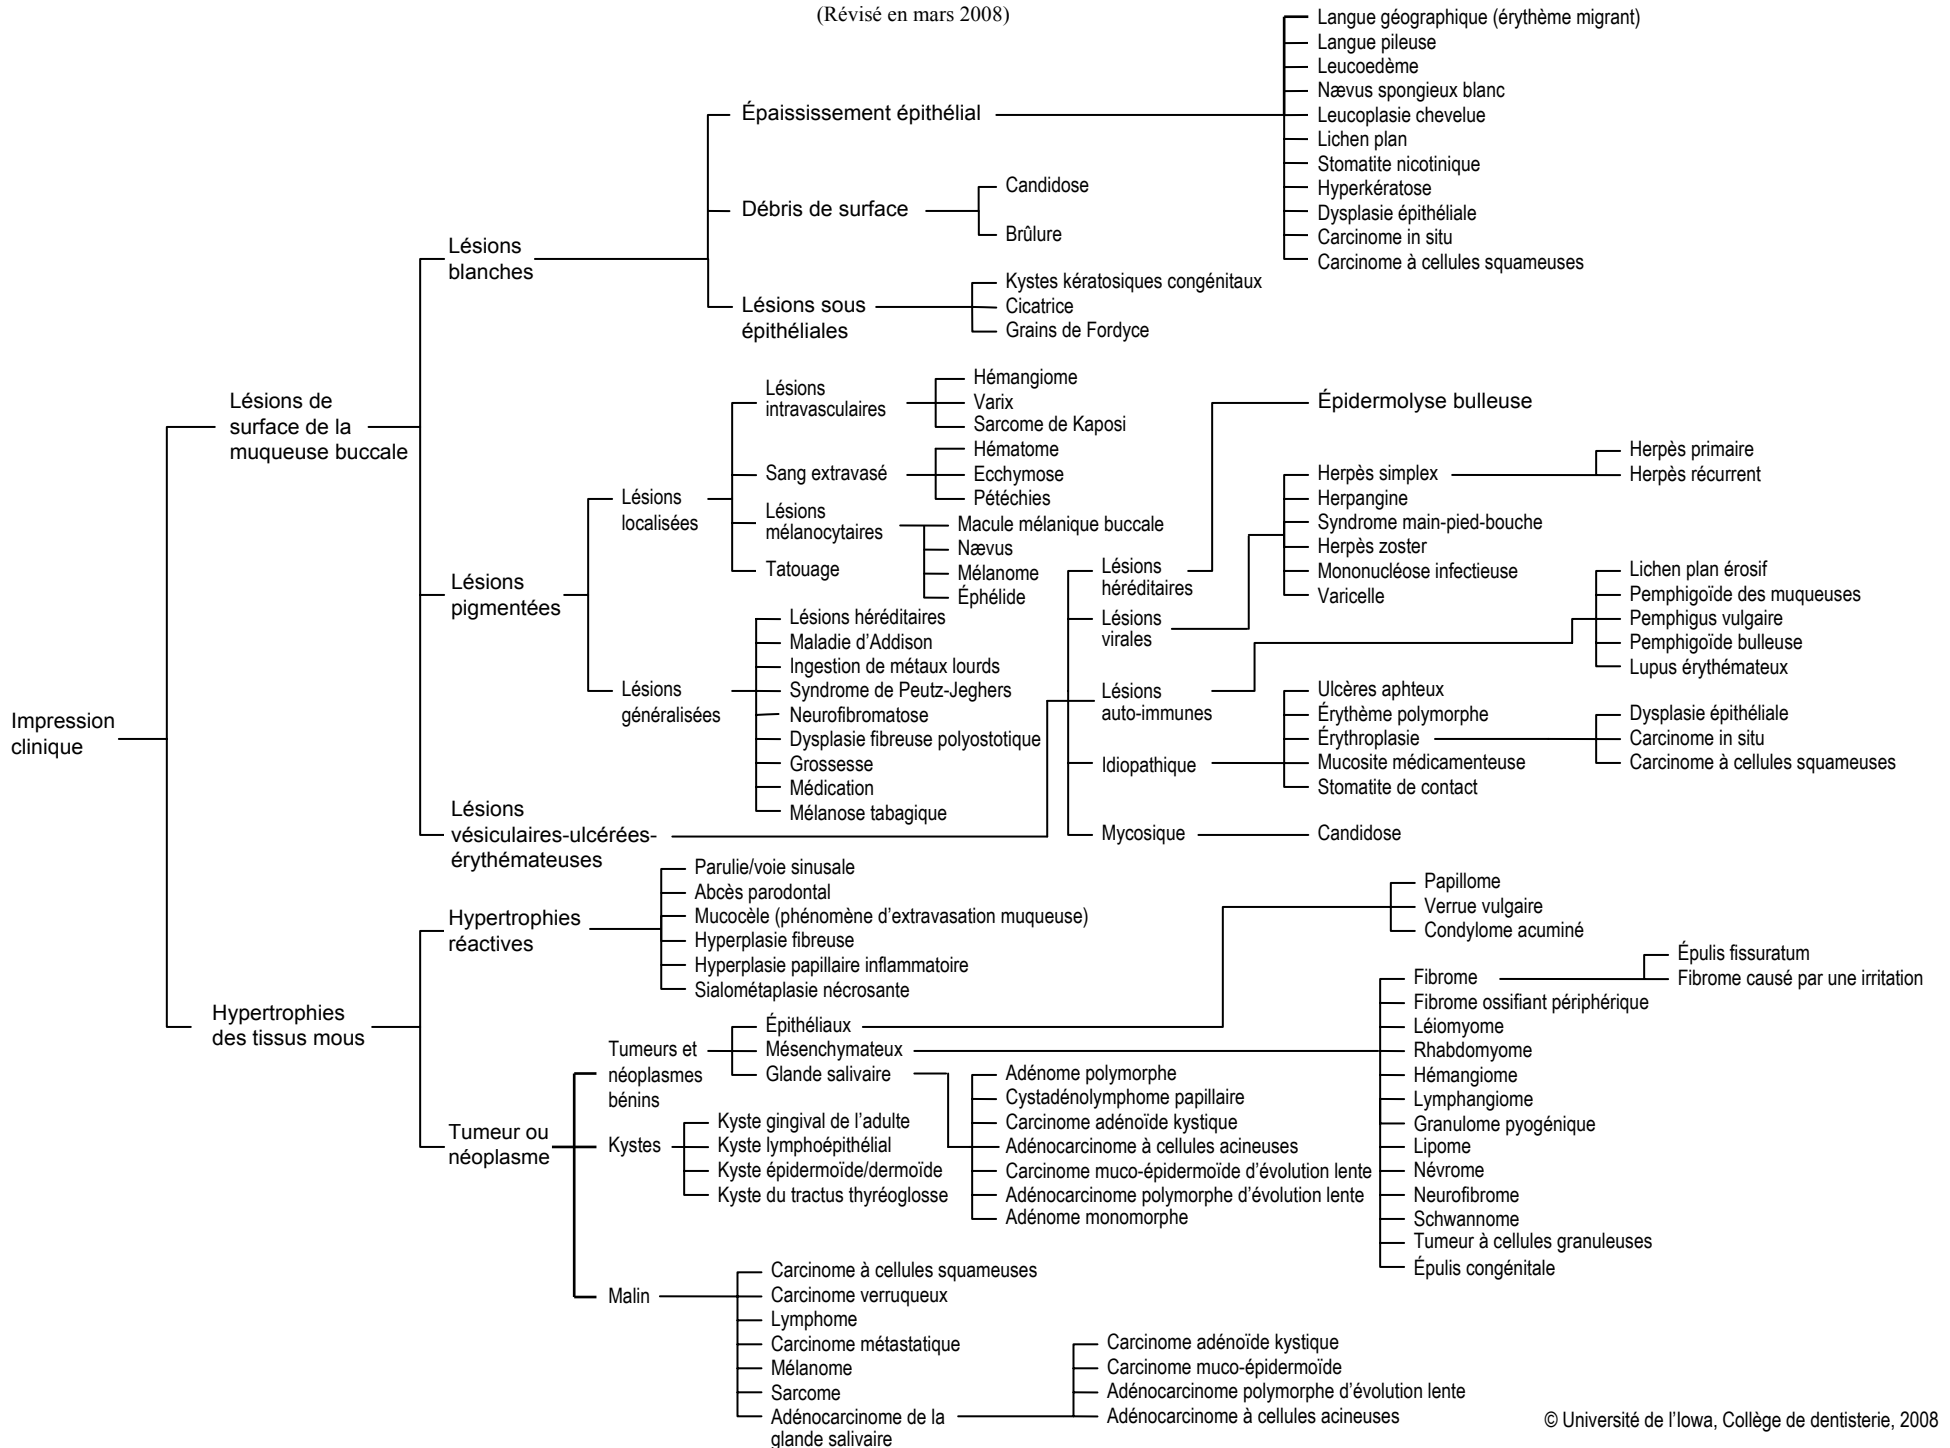 (Révisé en mars 2008)
Impression
clinique
Lésions de
surface de la
muqueuse buccale
Lésions
blanches
Épaississement épithélial
Langue géographique (érythème migrant)
Langue pileuse
Leucoedème
Nævus spongieux blanc
Leucoplasie chevelue
Lichen plan
Stomatite nicotinique
Hyperkératose
Dysplasie épithéliale
Carcinome in situ
Carcinome à cellules squameuses
Débris de surface
Candidose
Brûlure
Lésions sous
épithéliales
Kystes kératosiques congénitaux
Cicatrice
Grains de Fordyce
Lésions
pigmentées
Lésions
localisées
Lésions
intravasculaires
Hémangiome
Varix
Sarcome de Kaposi
Sang extravasé
Hématome
Ecchymose
Pétéchies
Lésions
mélanocytaires
Macule mélanique buccale
Nævus
Mélanome
Éphélide
Tatouage
Lésions
généralisées
Lésions héréditaires
Maladie d’Addison
Ingestion de métaux lourds
Syndrome de Peutz-Jeghers
Neurofibromatose
Dysplasie fibreuse polyostotique
Grossesse
Médication
Mélanose tabagique
Lésions
vésiculaires-ulcérées-
érythémateuses
Lésions
héréditaires
Épidermolyse bulleuse
Lésions
virales
Herpès simplex
Herpès primaire
Herpès récurrent
Herpangine
Syndrome main-pied-bouche
Herpès zoster
Mononucléose infectieuse
Varicelle
Lésions
auto-immunes
Lichen plan érosif
Pemphigoïde des muqueuses
Pemphigus vulgaire
Pemphigoïde bulleuse
Lupus érythémateux
Idiopathique
Ulcères aphteux
Érythème polymorphe
Érythroplasie
Dysplasie épithéliale
Carcinome in situ
Carcinome à cellules squameuses
Mucosite médicamenteuse
Stomatite de contact
Mycosique
Candidose
Hypertrophies
des tissus mous
Hypertrophies
réactives
Parulie/voie sinusale
Abcès parodontal
Mucocèle (phénomène d’extravasation muqueuse)
Hyperplasie fibreuse
Hyperplasie papillaire inflammatoire
Sialométaplasie nécrosante
Tumeur ou
néoplasme
Tumeurs et
néoplasmes
bénins
Épithéliaux
Papillome
Verrue vulgaire
Condylome acuminé
Mésenchymateux
Fibrome
Épulis fissuratum
Fibrome causé par une irritation
Fibrome ossifiant périphérique
Léiomyome
Rhabdomyome
Hémangiome
Lymphangiome
Granulome pyogénique
Lipome
Névrome
Neurofibrome
Schwannome
Tumeur à cellules granuleuses
Épulis congénitale
Glande salivaire
Adénome polymorphe
Cystadénolymphome papillaire
Carcinome adénoïde kystique
Adénocarcinome à cellules acineuses
Carcinome muco-épidermoïde d’évolution lente
Adénocarcinome polymorphe d’évolution lente
Adénome monomorphe
Kystes
Kyste gingival de l’adulte
Kyste lymphoépithélial
Kyste épidermoïde/dermoïde
Kyste du tractus thyréoglosse
Malin
Carcinome à cellules squameuses
Carcinome verruqueux
Lymphome
Carcinome métastatique
Mélanome
Sarcome
Adénocarcinome de la
glande salivaire
Carcinome adénoïde kystique
Carcinome muco-épidermoïde
Adénocarcinome polymorphe d’évolution lente
Adénocarcinome à cellules acineuses
© Université de l’Iowa, Collège de dentisterie, 2008